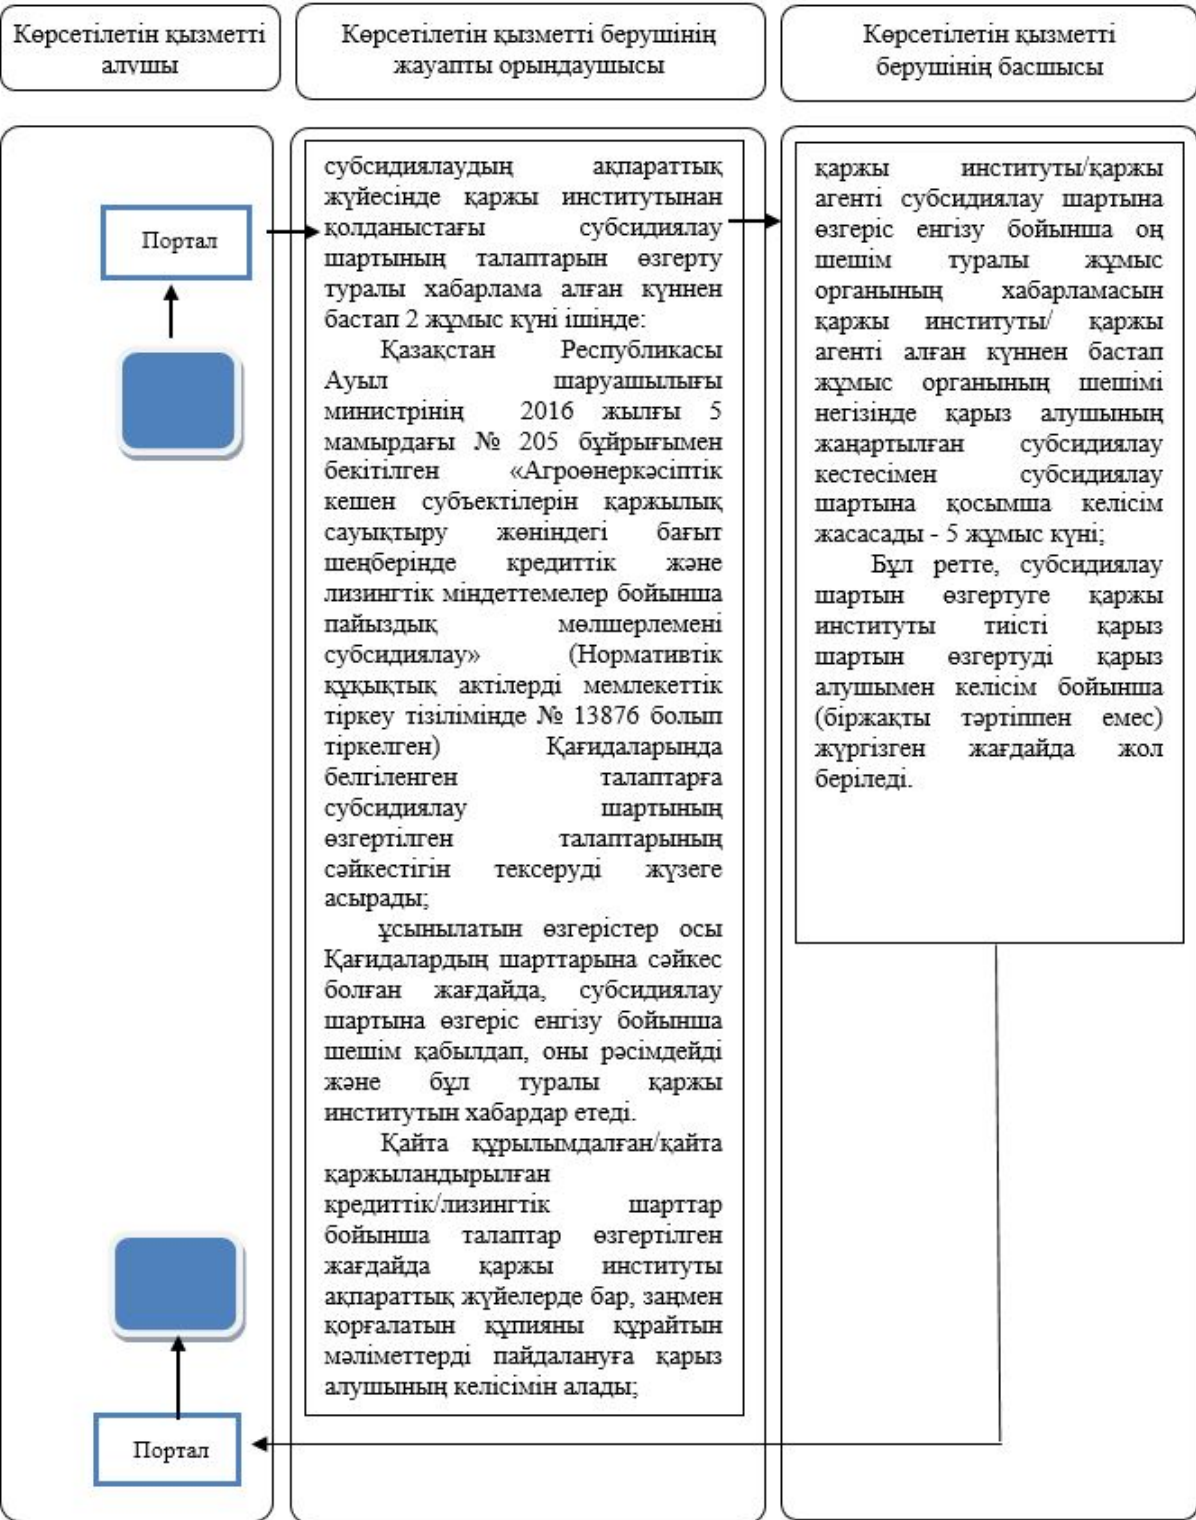 Көрсетілетін қызметті
алушы
Көрсетілетін қызметті берушінің
жауапты орындаушысы
Көрсетілетін қызметті
берушінің басшысы
Портал
субсидиялаудың ақпараттық
жүйесінде қаржы институтынан
қолданыстағы субсидиялау
шартының талаптарын өзгерту
туралы хабарлама алған күннен
бастап 2 жұмыс күні ішінде:
Қазақстан Республикасы
Ауыл шаруашылығы
министрінің 2016 жылғы 5
мамырдағы № 205 бұйрығымен
бекітілген «Агроөнеркәсіптік
кешен субъектілерін қаржылық
сауықтыру жөніндегі бағыт
шеңберінде кредиттік және
лизингтік міндеттемелер бойынша
пайыздық мөлшерлемені
субсидиялау» (Нормативтік
құқықтық актілерді мемлекеттік
тіркеу тізілімінде № 13876 болып
тіркелген) Қағидаларында
белгіленген талаптарға
субсидиялау шартының
өзгертілген талаптарының
сәйкестігін тексеруді жүзеге
асырады;
ұсынылатын өзгерістер осы
Қағидалардың шарттарына сәйкес
болған жағдайда, субсидиялау
шартына өзгеріс енгізу бойынша
шешім қабылдап, оны рәсімдейді
және бұл туралы қаржы
институтын хабардар етеді.
Қайта құрылымдалған/қайта
қаржыландырылған
кредиттік/лизингтік шарттар
бойынша талаптар өзгертілген
жағдайда қаржы институты
ақпараттық жүйелерде бар, заңмен
қорғалатын құпияны құрайтын
мәліметтерді пайдалануға қарыз
алушының келісімін алады;
қаржы институты/қаржы
агенті субсидиялау шартына
өзгеріс енгізу бойынша оң
шешім туралы жұмыс
органының хабарламасын
қаржы институты/ қаржы
агенті алған күннен бастап
жұмыс органының шешімі
негізінде қарыз алушының
жаңартылған субсидиялау
кестесімен субсидиялау
шартына қосымша келісім
жасасады - 5 жұмыс күні;
Бұл ретте, субсидиялау
шартын өзгертуге қаржы
институты тиісті қарыз
шартын өзгертуді қарыз
алушымен келісім бойынша
(біржақты тәртіппен емес)
жүргізген жағдайда жол
беріледі.
Портал